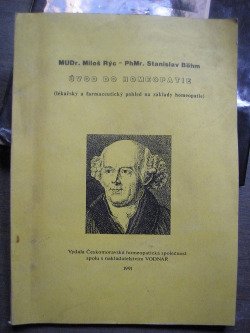 MUDr. Miloš Rýc - PhMr. Stanislav Böhm
ÚVOD DO HOMEOPATIE
(lékařský a farmaceutický pohled na základy homeopatie)
Vydala Českomoravská homeopatická společnost
spolu s nakladatelstvím VODNÁŘ
1991